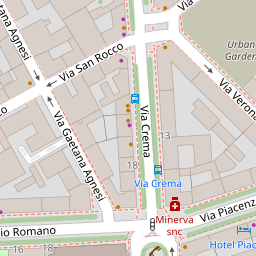 Agnesi
Via San Rocco
Urban
Garden
Via Verona
Via Gaetana Agnesi
Via Crema
18
13
Via Crema
Minerva
snc
Via Piacenza
io Romano
Hotel Piac